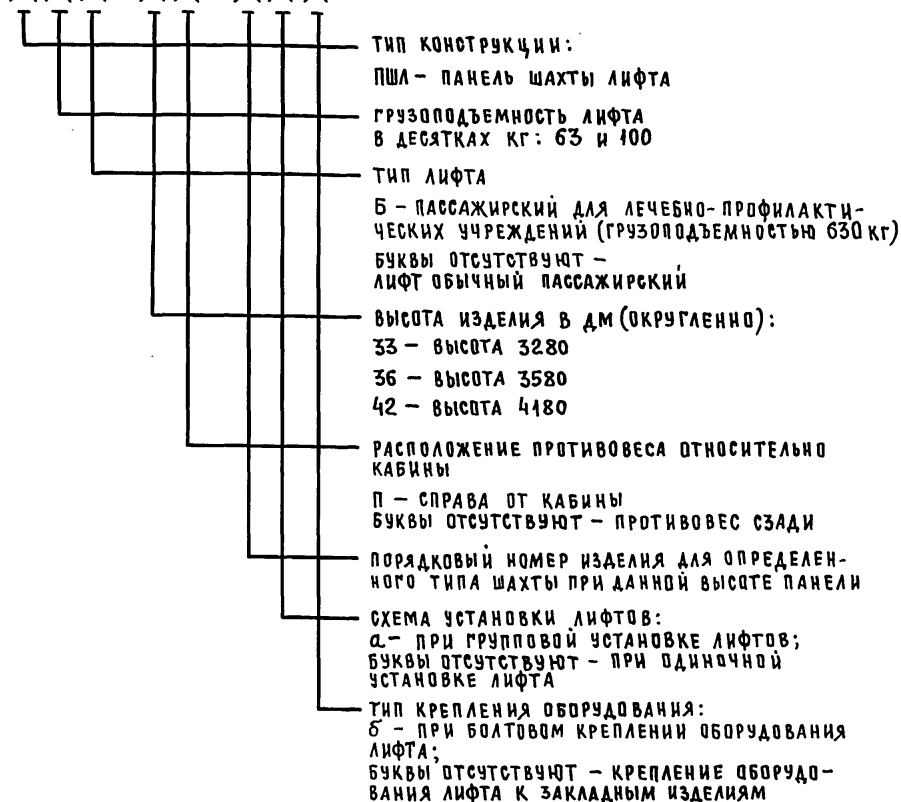 ТИП КОНСТРУКЦИИ:
ПШЛ – ПАНЕЛЬ ШАХТЫ ЛИФТА
ГРУЗОПОДЪЕМНОСТЬ ЛИФТА
В ДЕСЯТКАХ КГ: 63 И 100
ТИП ЛИФТА
Б – ПАССАЖИРСКИЙ ДЛЯ ЛЕЧЕБНО-ПРОФИЛАКТИ-
ЧЕСКИХ УЧРЕЖДЕНИЙ (ГРУЗОПОДЪЕМНОСТЬЮ 630 КГ)
БУКВЫ ОТСУТСТВУЮТ –
ЛИФТ ОБЫЧНЫЙ ПАССАЖИРСКИЙ
ВЫСОТА ИЗДЕЛИЯ В ДМ (ОКРУГЛЕННО):
33 – ВЫСОТА 3280
36 – ВЫСОТА 3580
42 – ВЫСОТА 4180
РАСПОЛОЖЕНИЕ ПРОТИВОВЕСА ОТНОСИТЕЛЬНО
КАБИНЫ
П – СПРАВА ОТ КАБИНЫ
БУКВЫ ОТСУТСТВУЮТ – ПРОТИВОВЕС СЗАДИ
ПОРЯДКОВЫЙ НОМЕР ИЗДЕЛИЯ ДЛЯ ОПРЕДЕЛЕН-
НОГО ТИПА ШАХТЫ ПРИ ДАННОЙ ВЫСОТЕ ПАНЕЛИ
СХЕМА УСТАНОВКИ ЛИФТОВ:
а – ПРИ ГРУППОВОЙ УСТАНОВКЕ ЛИФТОВ;
БУКВЫ ОТСУТСТВУЮТ – ПРИ ОДИНОЧНОЙ
УСТАНОВКЕ ЛИФТА
ТИП КРЕПЛЕНИЯ ОБОРУДОВАНИЯ:
б – ПРИ БОЛТОВОМ КРЕПЛЕНИИ ОБОРУДОВАНИЯ
ЛИФТА;
БУКВЫ ОТСУТСТВУЮТ – КРЕПЛЕНИЕ ОБОРУДО-
ВАНИЯ ЛИФТА К ЗАКЛАДНЫМ ИЗДЕЛИЯМ